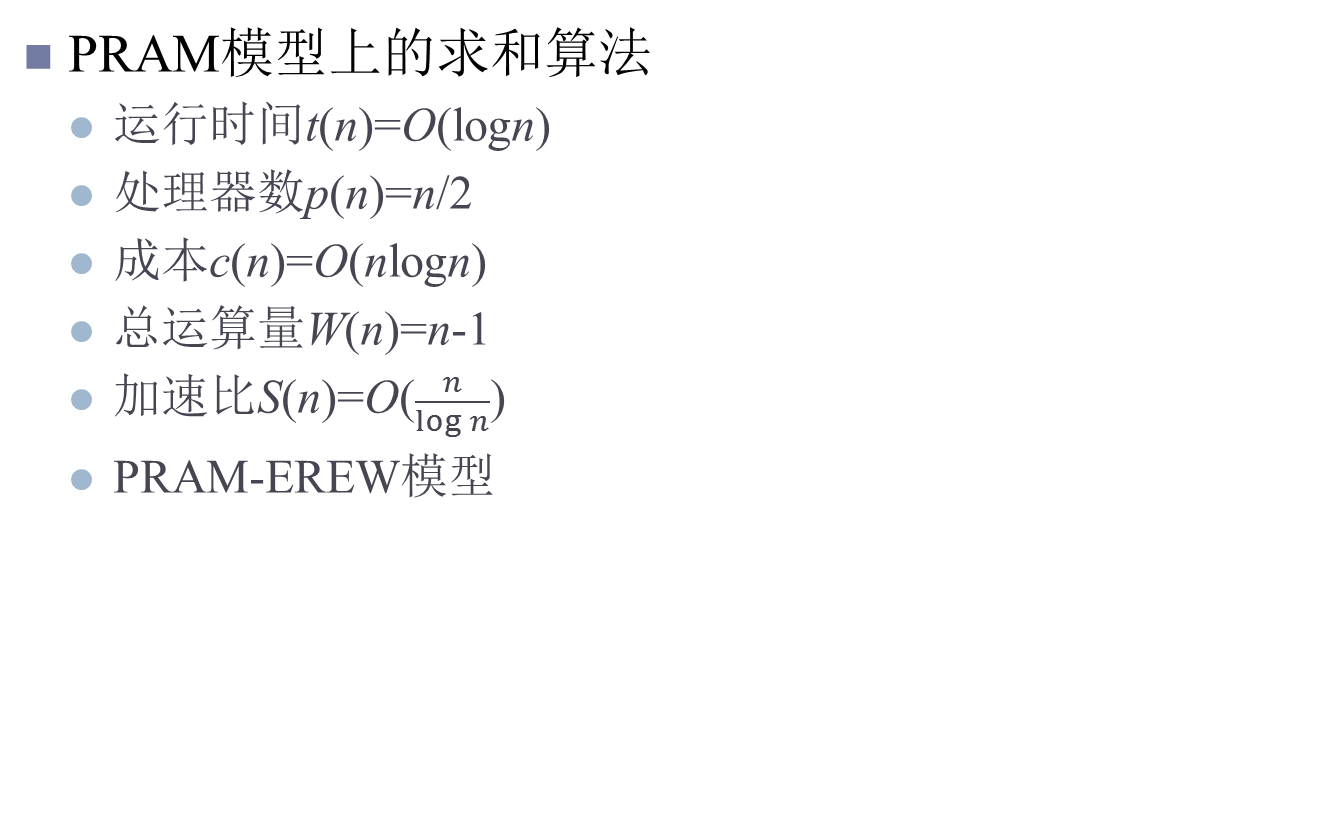 PRAM模型上的求和算法
运行时间t(n)=O(logn)
处理器数p(n)=n/2
成本c(n)=O(nlogn)
总运算量W(n)=n-1
加速比S(n)=O(n/log n)
PRAM-EREW模型